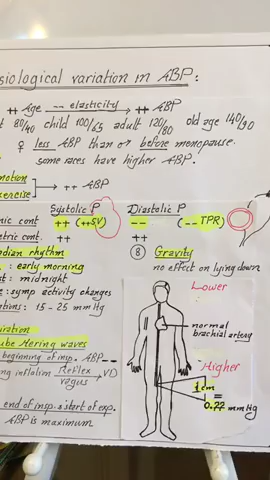 siological variation in ABP:
++ Age -- elasticity → ++ ABP
80/40 child 100/65 adult 120/80 old age 140/90
♀ less ABP than ♂ before menopause.
some races have higher ABP.
motion
xercise → ++ ABP
Systolic P Diastolic P
nic cont ++ (++SV) -- (--TPR)
etric cont. ++ ++
dian rhythm
: early morning
st: midnight
e: symp activity changes
ations: 15-25 mmHg
⑧ Gravity
no effect on lying down
Lower
normal
brachial artery
Higher
1cm
=
0.77 mmHg
iration
ube Hering waves
beginning of insp. ABP--
ng inflation Reflex → VD
vagus
end of insp. & start of exp.
ABP is maximum